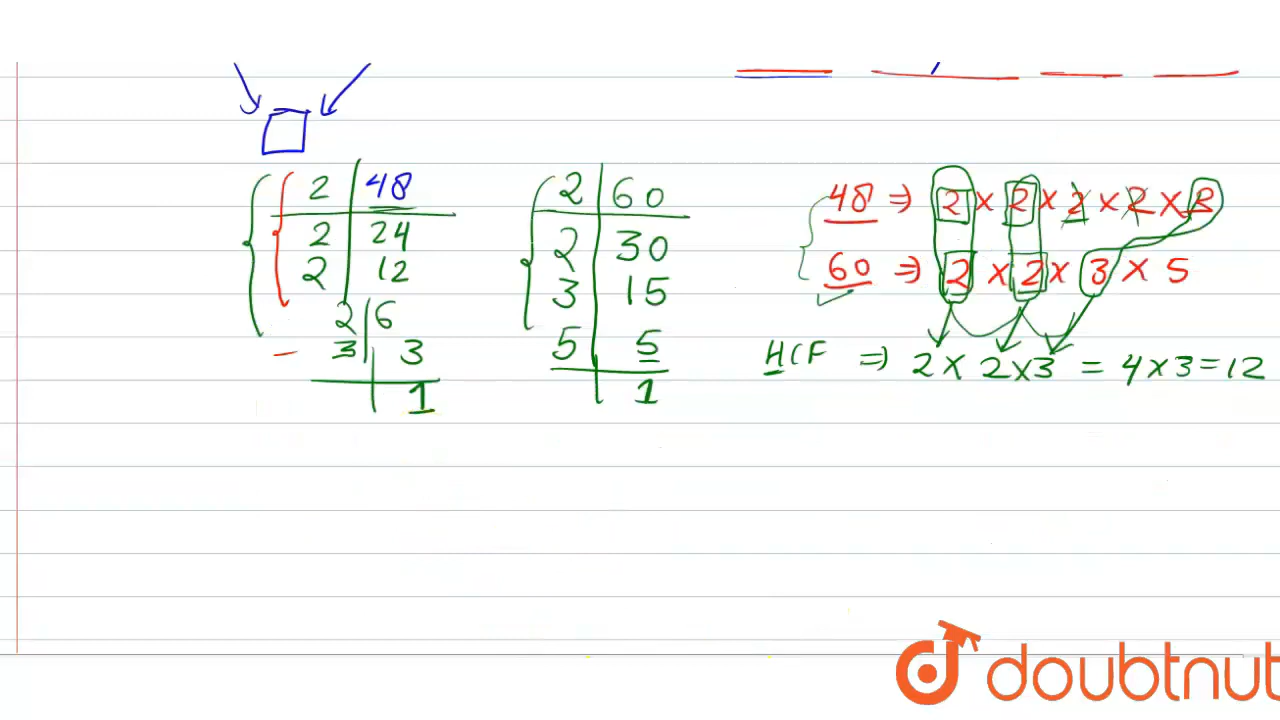 2 | 48
2 | 24
2 | 12
2 | 6
3 | 3
1
2 | 60
2 | 30
3 | 15
5 | 5
1
48 ⇒ 2 × 2 × 2 × 2 × 3
60 ⇒ 2 × 2 × 3 × 5
HCF ⇒ 2 × 2 × 3 = 4 × 3 = 12
doubtnut